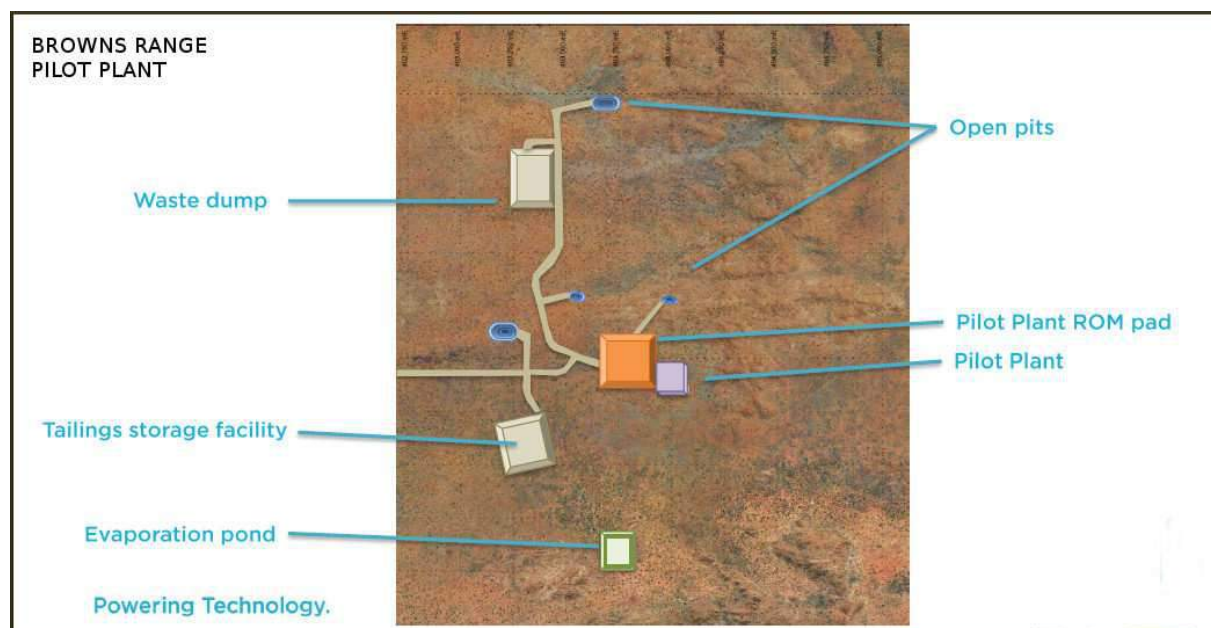 BROWNS RANGE
PILOT PLANT
Open pits
Waste dump
Pilot Plant ROM pad
Pilot Plant
Tailings storage facility
Evaporation pond
Powering Technology.